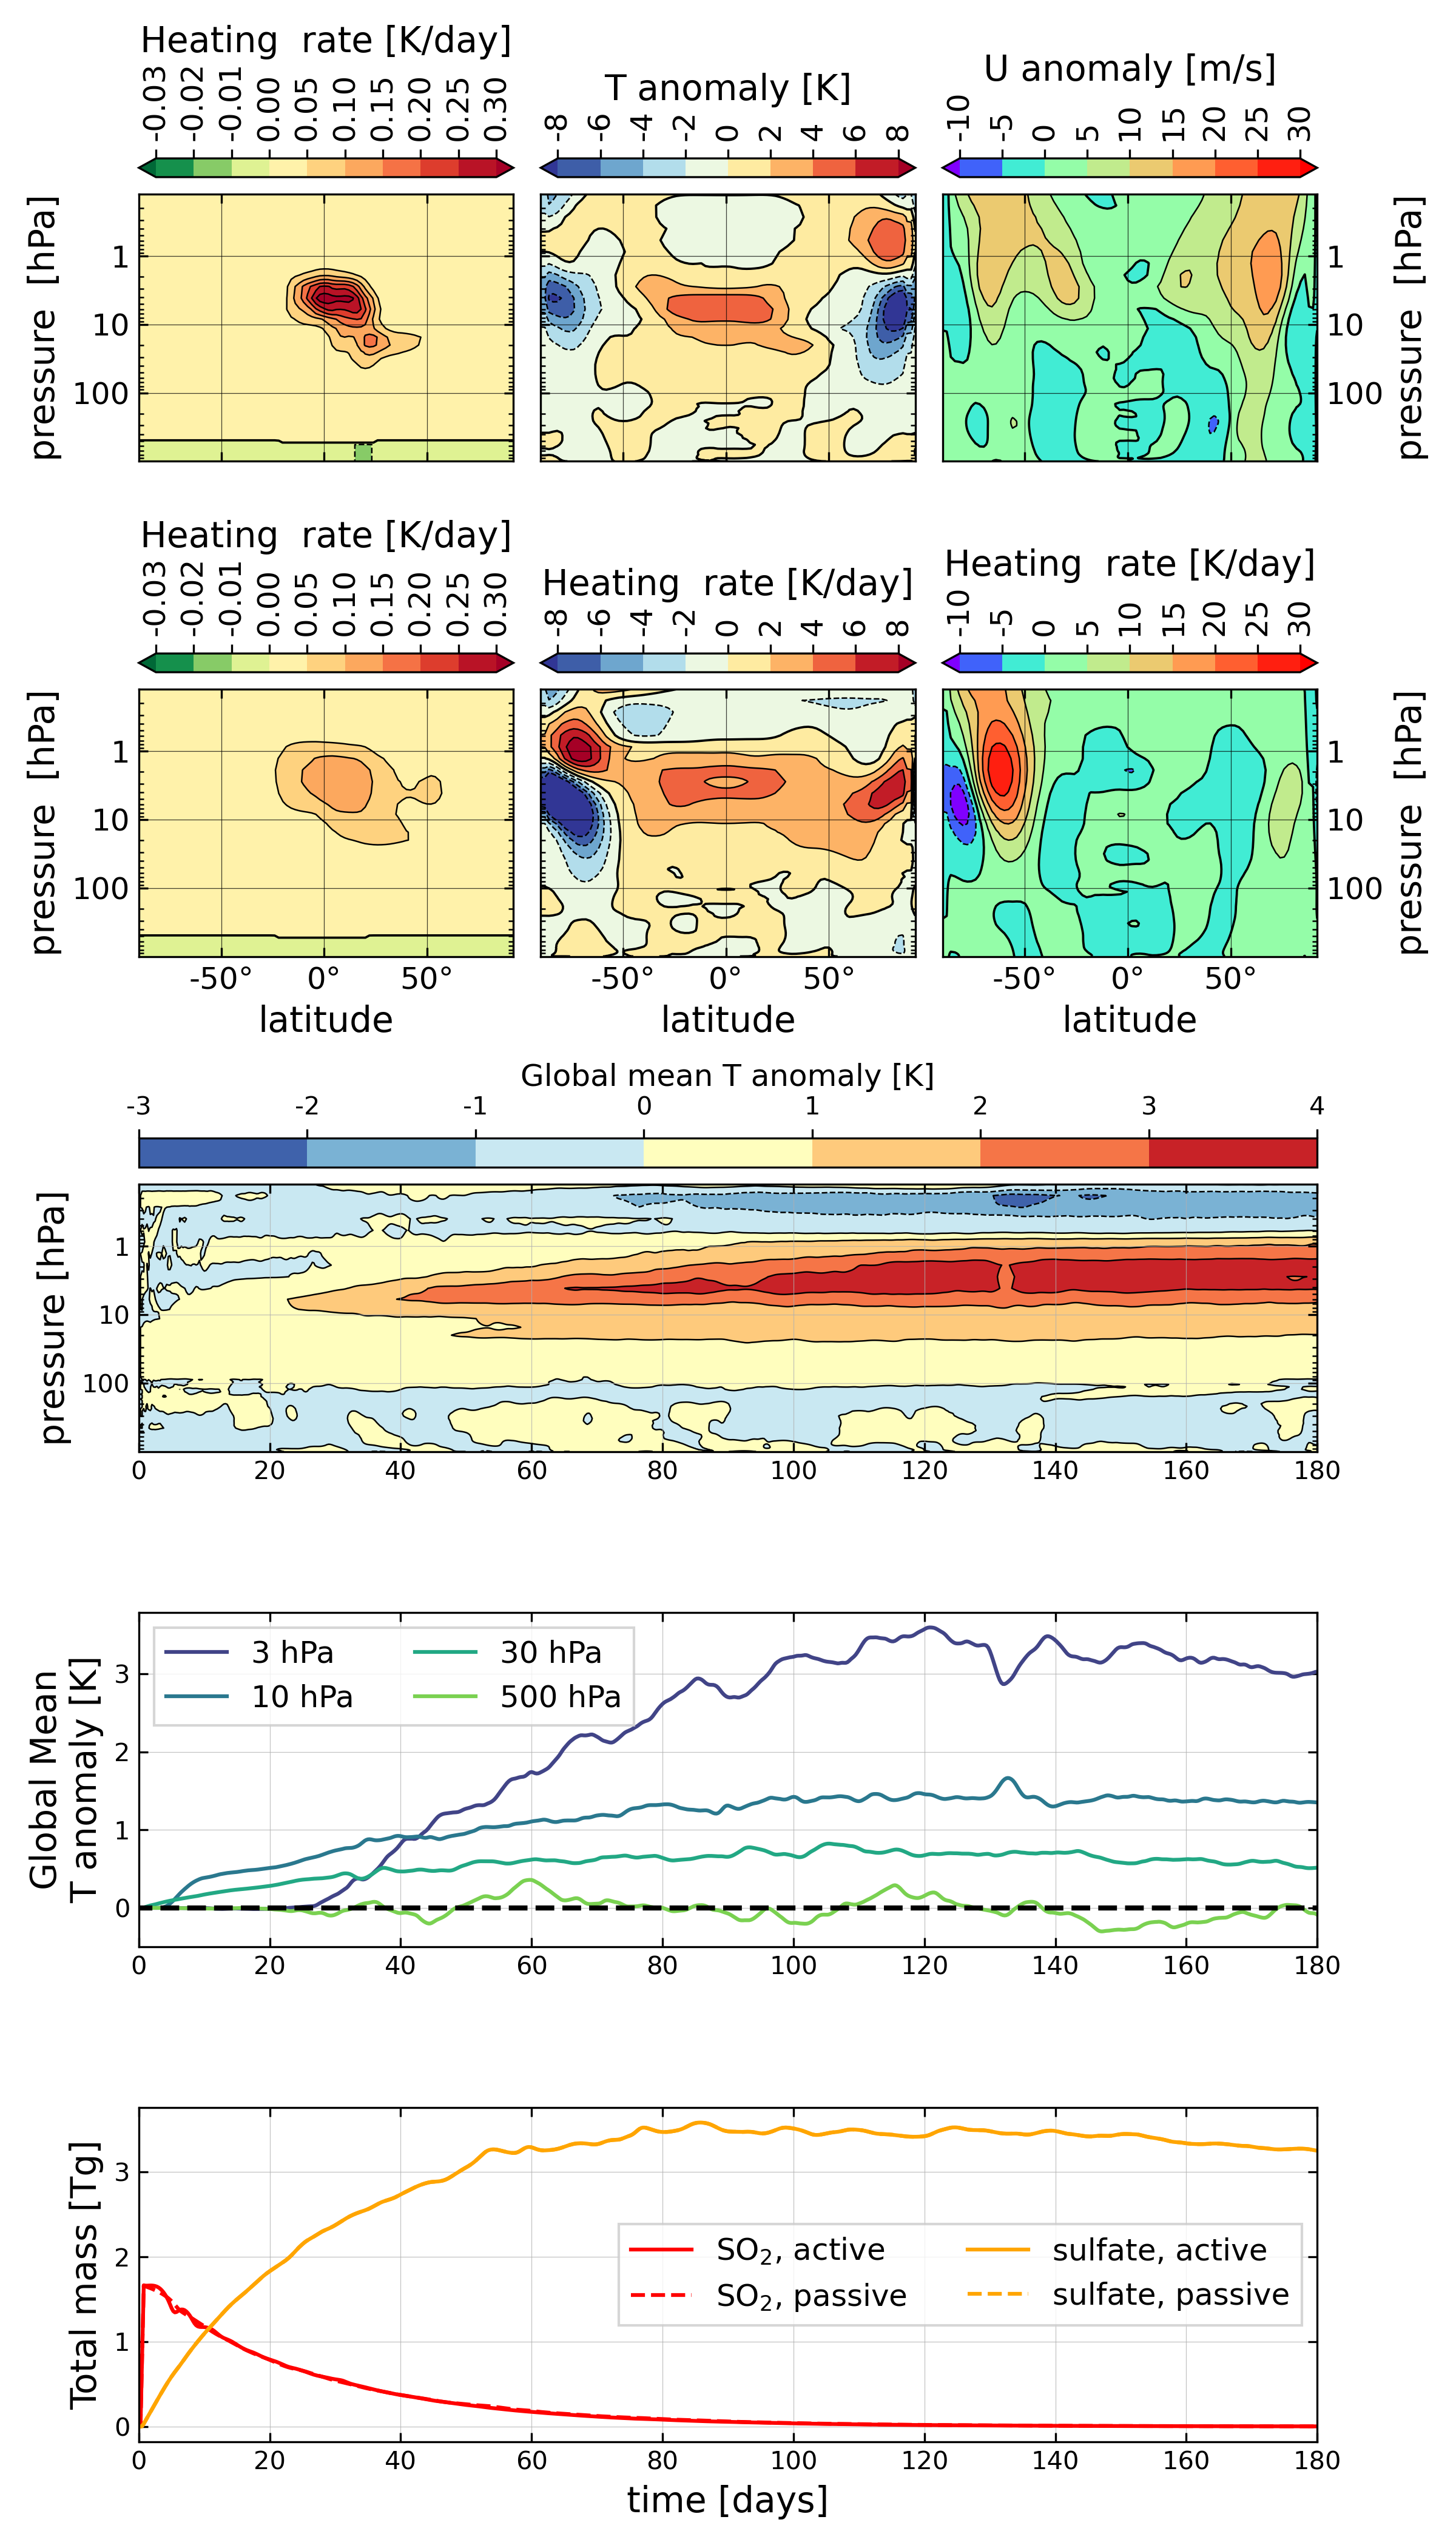 Heating  rate [K/day]
-0.03 -0.02 -0.01 0.00 0.05 0.10 0.15 0.20 0.25 0.30
T anomaly [K]
-8 -6 -4 -2 0 2 4 6 8
U anomaly [m/s]
-10 -5 0 5 10 15 20 25 30
pressure  [hPa]
1
10
100
1
10
100
pressure  [hPa]
Heating  rate [K/day]
-0.03 -0.02 -0.01 0.00 0.05 0.10 0.15 0.20 0.25 0.30
Heating  rate [K/day]
-8 -6 -4 -2 0 2 4 6 8
Heating  rate [K/day]
-10 -5 0 5 10 15 20 25 30
pressure  [hPa]
1
10
100
1
10
100
pressure  [hPa]
-50° 0° 50°
latitude
-50° 0° 50°
latitude
-50° 0° 50°
latitude
Global mean T anomaly [K]
-3 -2 -1 0 1 2 3 4
pressure [hPa]
1
10
100
0 20 40 60 80 100 120 140 160 180
Global Mean
T anomaly [K]
3 hPa
10 hPa
30 hPa
500 hPa
3
2
1
0
0 20 40 60 80 100 120 140 160 180
Total mass [Tg]
3
2
1
0
SO₂, active
SO₂, passive
sulfate, active
sulfate, passive
0 20 40 60 80 100 120 140 160 180
time [days]